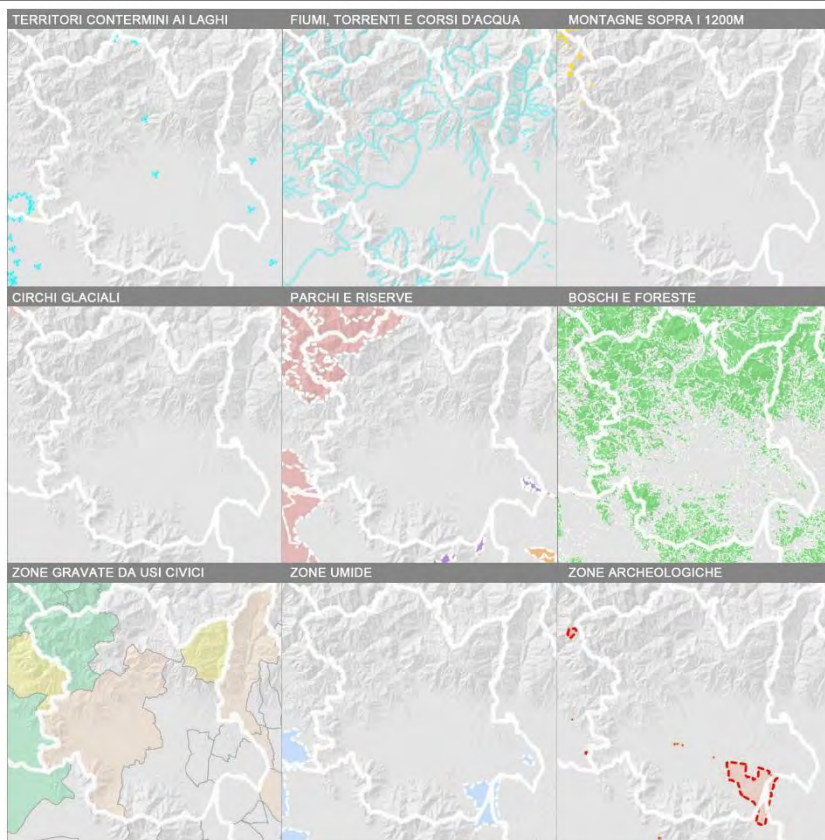 TERRITORI CONTERMINI AI LAGHI
FIUMI, TORRENTI E CORSI D'ACQUA
MONTAGNE SOPRA I 1200M
CIRCHI GLACIALI
PARCHI E RISERVE
BOSCHI E FORESTE
ZONE GRAVATE DA USI CIVICI
ZONE UMIDE
ZONE ARCHEOLOGICHE